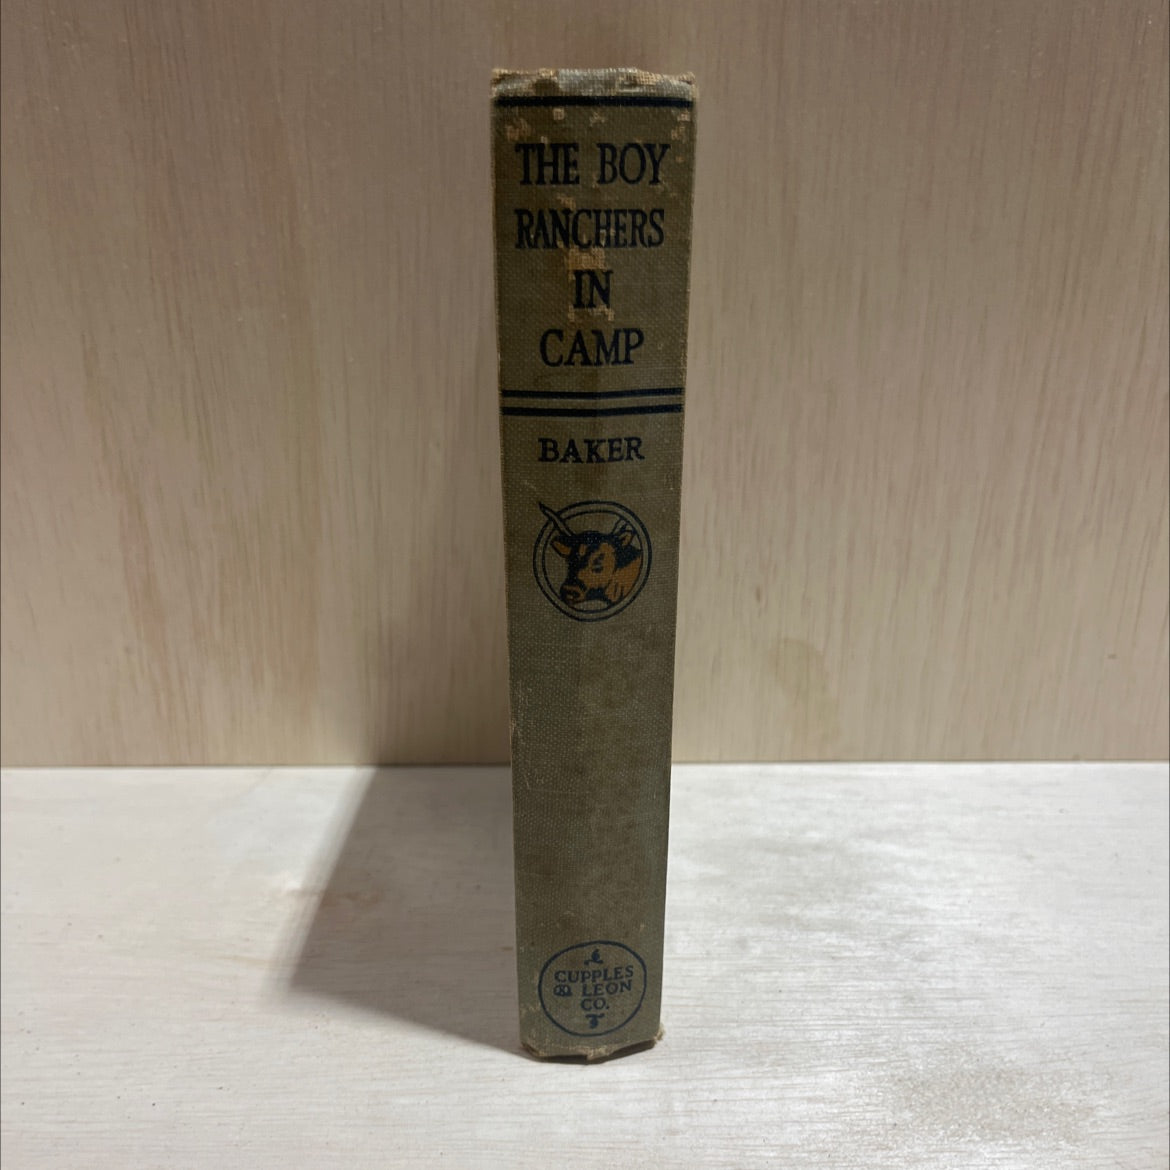 THE BOY
RANCHERS
IN
CAMP
BAKER
CUPPLES
& LEON
CO.